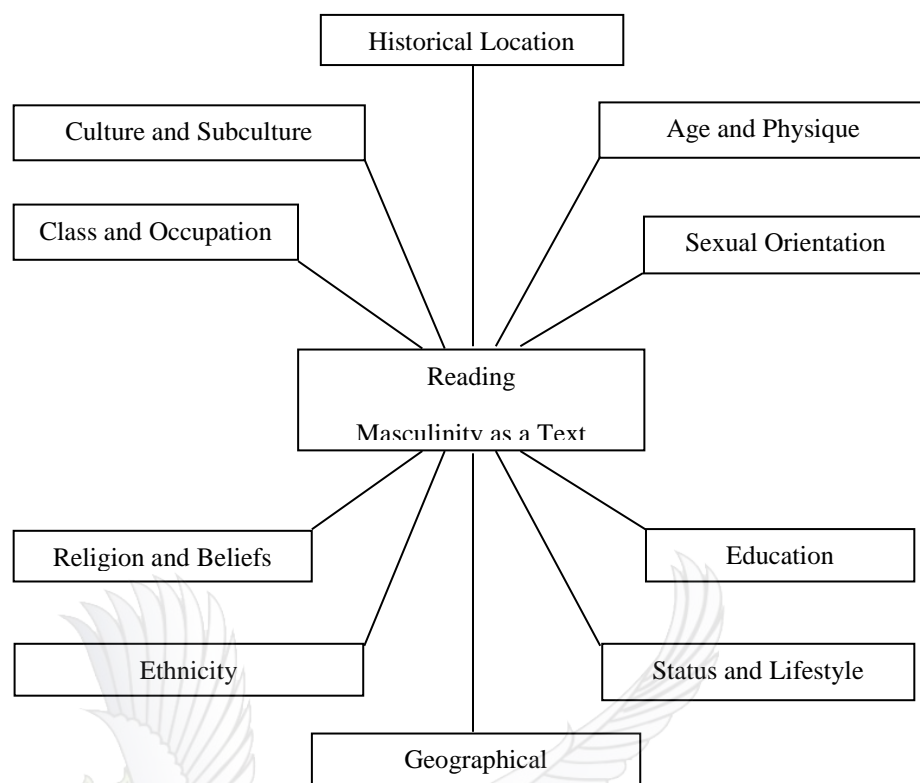 Historical Location
Culture and Subculture
Age and Physique
Class and Occupation
Sexual Orientation
Reading
Masculinity as a Text
Religion and Beliefs
Education
Ethnicity
Status and Lifestyle
Geographical